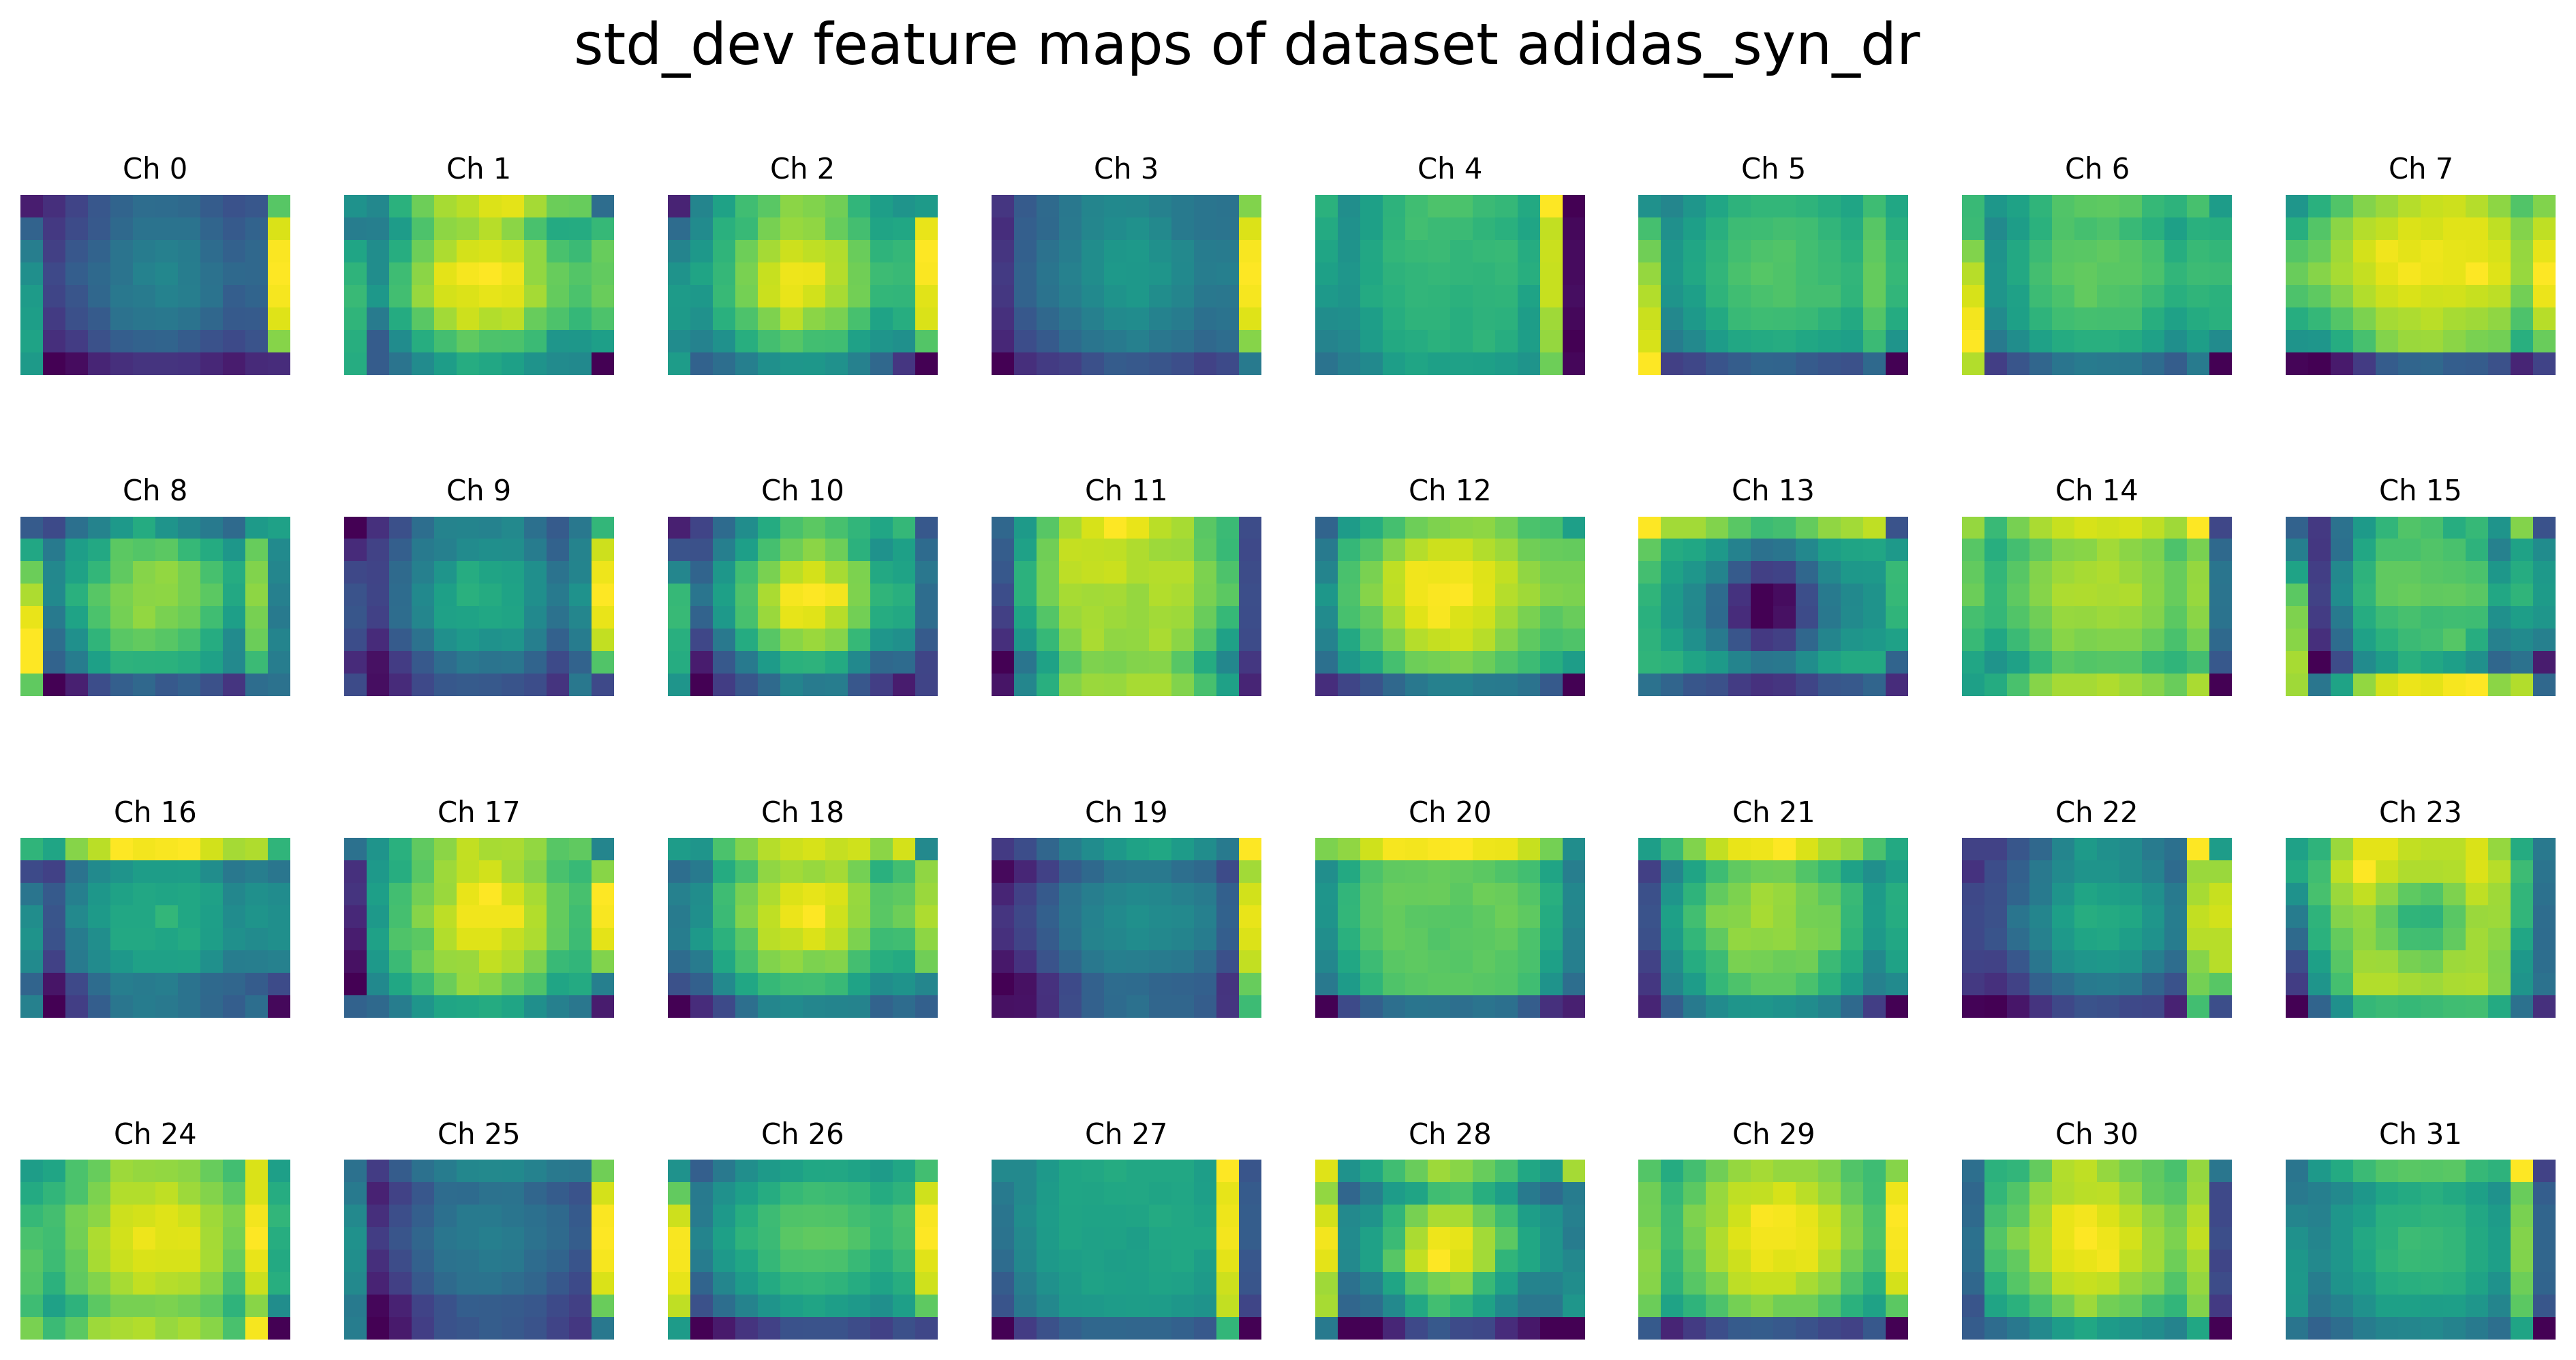 std_dev feature maps of dataset adidas_syn_dr
Ch 0 Ch 1 Ch 2 Ch 3 Ch 4 Ch 5 Ch 6 Ch 7
Ch 8 Ch 9 Ch 10 Ch 11 Ch 12 Ch 13 Ch 14 Ch 15
Ch 16 Ch 17 Ch 18 Ch 19 Ch 20 Ch 21 Ch 22 Ch 23
Ch 24 Ch 25 Ch 26 Ch 27 Ch 28 Ch 29 Ch 30 Ch 31